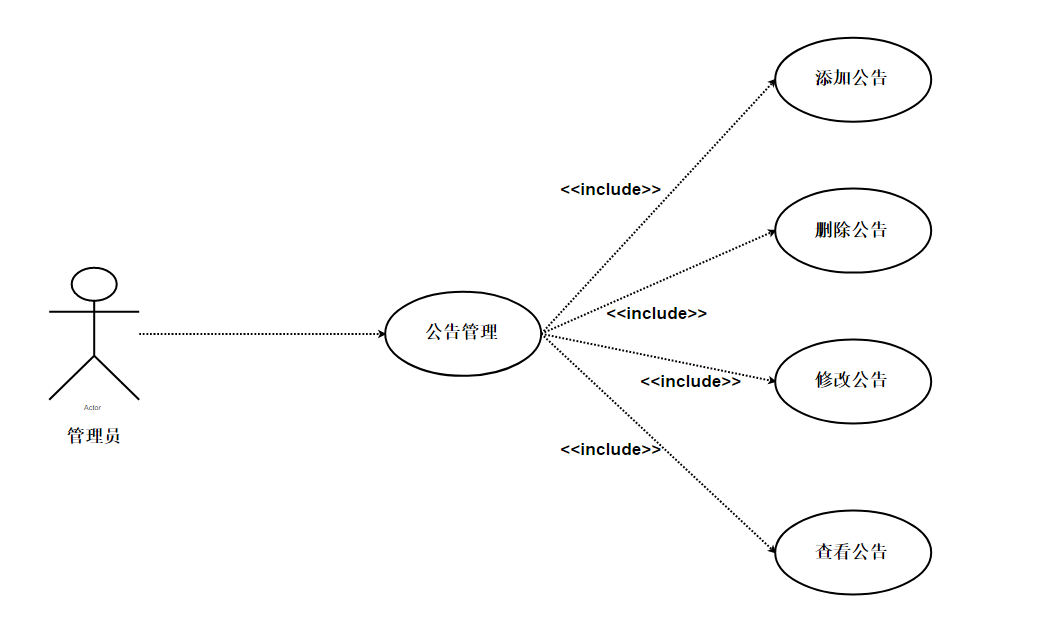 添加公告
<<include>>
删除公告
<<include>>
公告管理
修改公告
<<include>>
Actor
管理员
<<include>>
查看公告